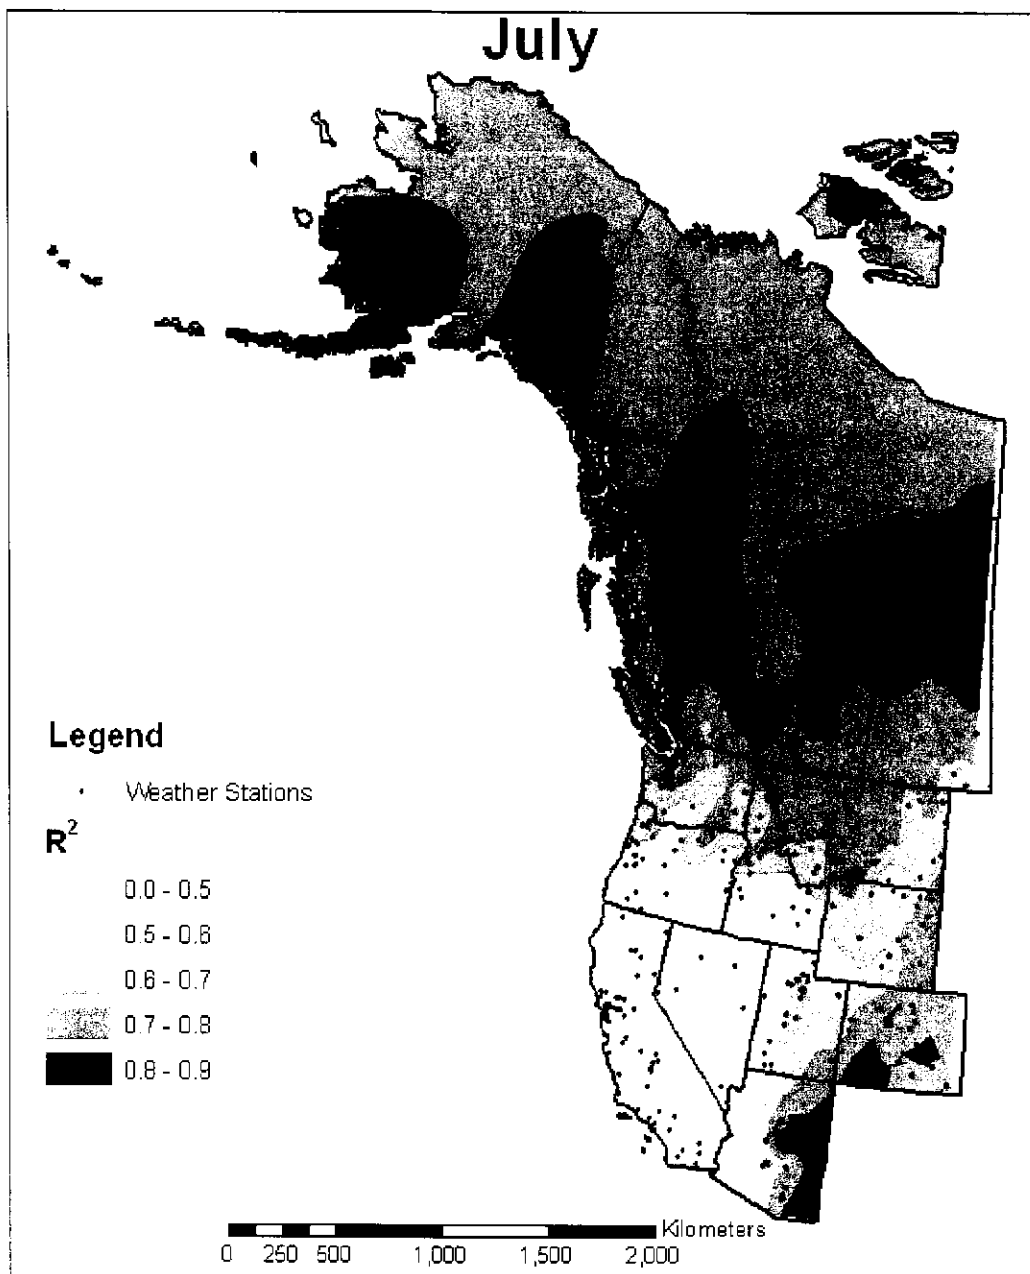 July
Legend
Weather Stations
R²
0.0 - 0.5
0.5 - 0.6
0.6 - 0.7
0.7 - 0.8
0.8 - 0.9
Kilometers
0 250 500 1,000 1,500 2,000